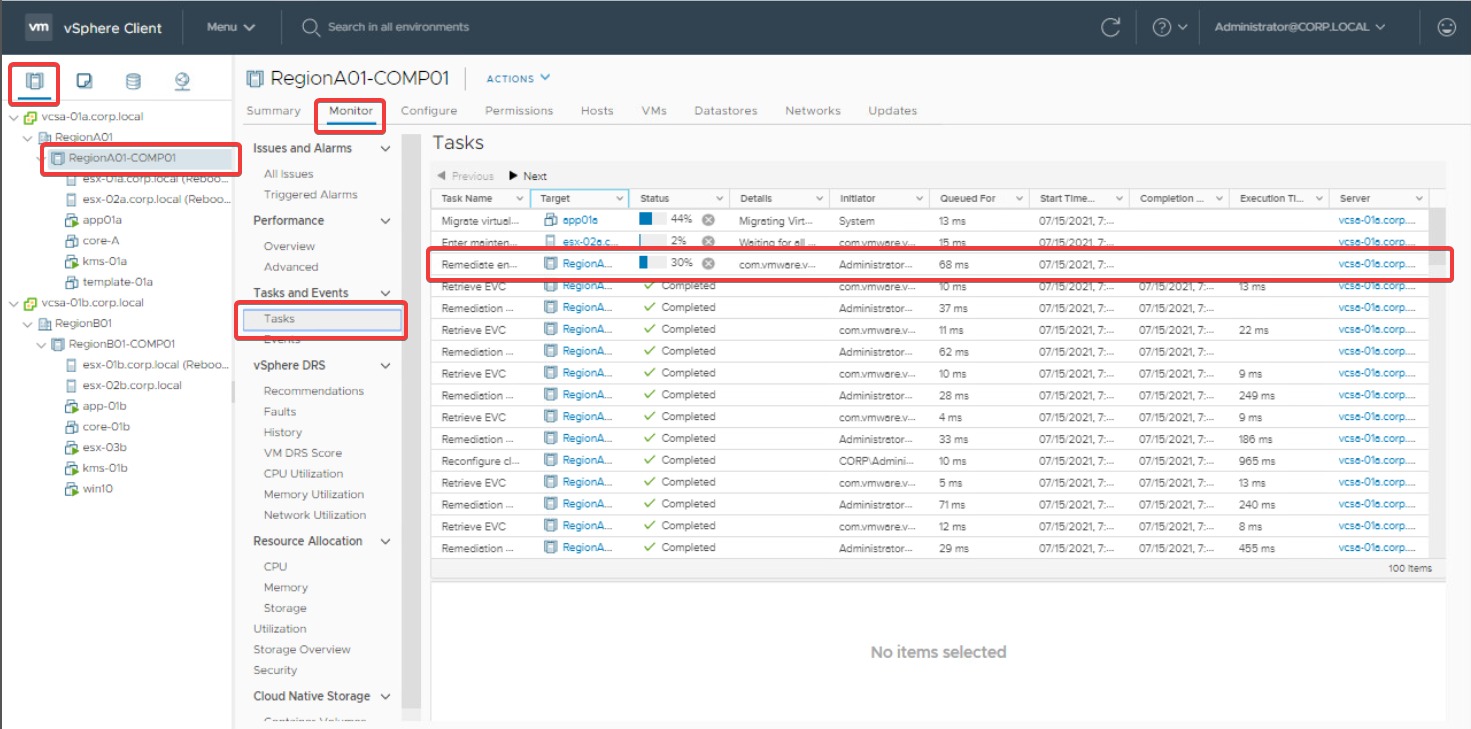 vm vSphere Client Menu Search in all environments Administrator@CORP.LOCAL
vcsa-01a.corp.local
RegionA01
RegionA01-COMP01
esx-01a.corp.local (Reboo...
esx-02a.corp.local (Reboo...
app01a
core-A
kms-01a
template-01a
vcsa-01b.corp.local
RegionB01
RegionB01-COMP01
esx-01b.corp.local (Reboo...
esx-02b.corp.local
app-01b
core-01b
esx-03b
kms-01b
win10
RegionA01-COMP01 ACTIONS
Summary Monitor Configure Permissions Hosts VMs Datastores Networks Updates
Issues and Alarms
All Issues
Triggered Alarms
Performance
Overview
Advanced
Tasks and Events
Tasks
Events
vSphere DRS
Recommendations
Faults
History
VM DRS Score
CPU Utilization
Memory Utilization
Network Utilization
Resource Allocation
CPU
Memory
Storage
Utilization
Storage Overview
Security
Cloud Native Storage
Container Volumes
Tasks
Previous Next
Task Name Target Status Details Initiator Queued For Start Time... Completion ... Execution Ti... Server
Migrate virtual... app01a 44% Migrating Virt... System 13 ms 07/15/2021, 7:... vcsa-01a.corp....
Enter mainten... esx-02a.c... 2% Waiting for all ... com.vmware.v... 15 ms 07/15/2021, 7:... vcsa-01a.corp....
Remediate en... RegionA... 30% com.vmware.v... Administrator... 68 ms 07/15/2021, 7:... vcsa-01a.corp....
Retrieve EVC RegionA... Completed com.vmware.v... 10 ms 07/15/2021, 7:... 07/15/2021, 7:... 13 ms vcsa-01a.corp....
Remediation ... RegionA... Completed Administrator... 37 ms 07/15/2021, 7:... 07/15/2021, 7:... vcsa-01a.corp....
Retrieve EVC RegionA... Completed com.vmware.v... 11 ms 07/15/2021, 7:... 07/15/2021, 7:... 22 ms vcsa-01a.corp....
Remediation ... RegionA... Completed Administrator... 62 ms 07/15/2021, 7:... 07/15/2021, 7:... vcsa-01a.corp....
Retrieve EVC RegionA... Completed com.vmware.v... 10 ms 07/15/2021, 7:... 07/15/2021, 7:... 9 ms vcsa-01a.corp....
Remediation ... RegionA... Completed Administrator... 28 ms 07/15/2021, 7:... 07/15/2021, 7:... 249 ms vcsa-01a.corp....
Retrieve EVC RegionA... Completed com.vmware.v... 4 ms 07/15/2021, 7:... 07/15/2021, 7:... 9 ms vcsa-01a.corp....
Remediation ... RegionA... Completed Administrator... 33 ms 07/15/2021, 7:... 07/15/2021, 7:... 186 ms vcsa-01a.corp....
Reconfigure cl... RegionA... Completed CORP\Admini... 10 ms 07/15/2021, 7:... 07/15/2021, 7:... 965 ms vcsa-01a.corp....
Retrieve EVC RegionA... Completed com.vmware.v... 5 ms 07/15/2021, 7:... 07/15/2021, 7:... 13 ms vcsa-01a.corp....
Remediation ... RegionA... Completed Administrator... 71 ms 07/15/2021, 7:... 07/15/2021, 7:... 240 ms vcsa-01a.corp....
Retrieve EVC RegionA... Completed com.vmware.v... 12 ms 07/15/2021, 7:... 07/15/2021, 7:... 8 ms vcsa-01a.corp....
Remediation ... RegionA... Completed Administrator... 29 ms 07/15/2021, 7:... 07/15/2021, 7:... 455 ms vcsa-01a.corp....
100 items
No items selected